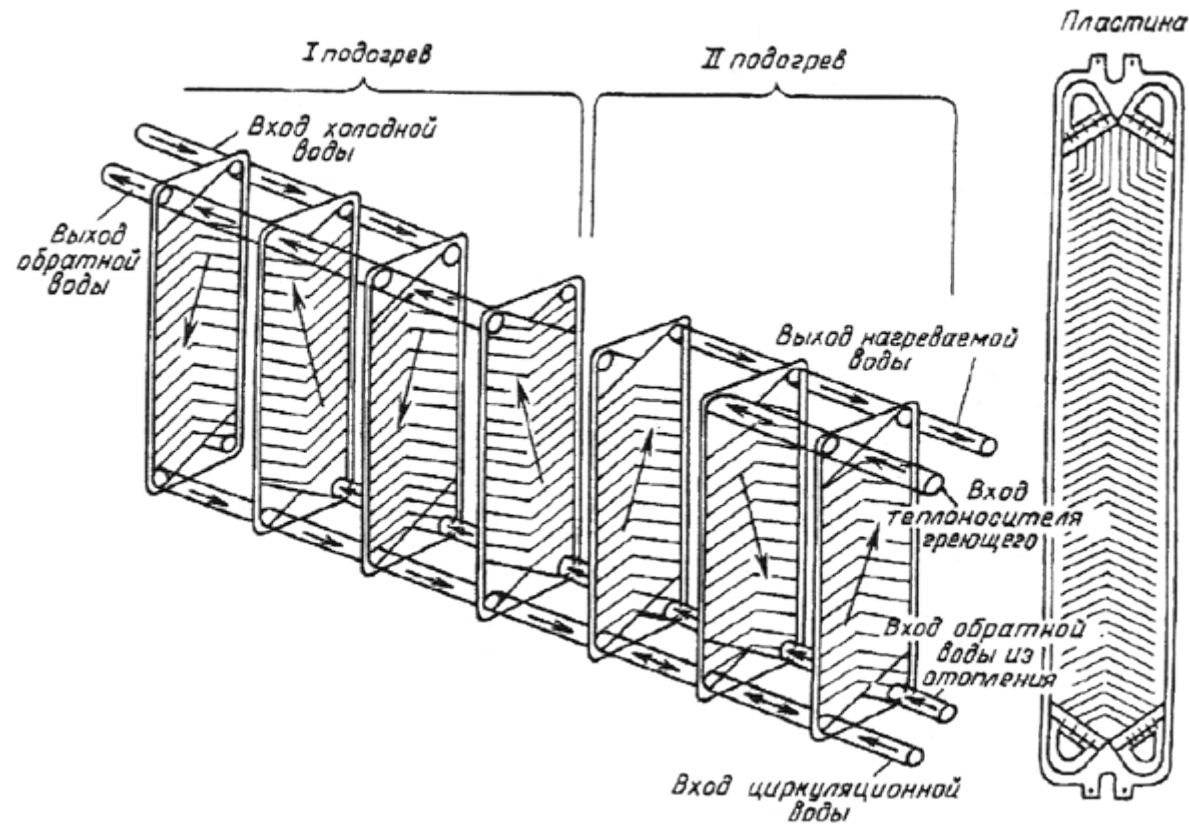 Пластина
I подогрев
II подогрев
Вход холодной
воды
Выход
обратной
воды
Выход нагреваемой
воды
Вход
теплоносителя
греющего
Вход обратной
воды из
отопления
Вход циркуляционной
воды